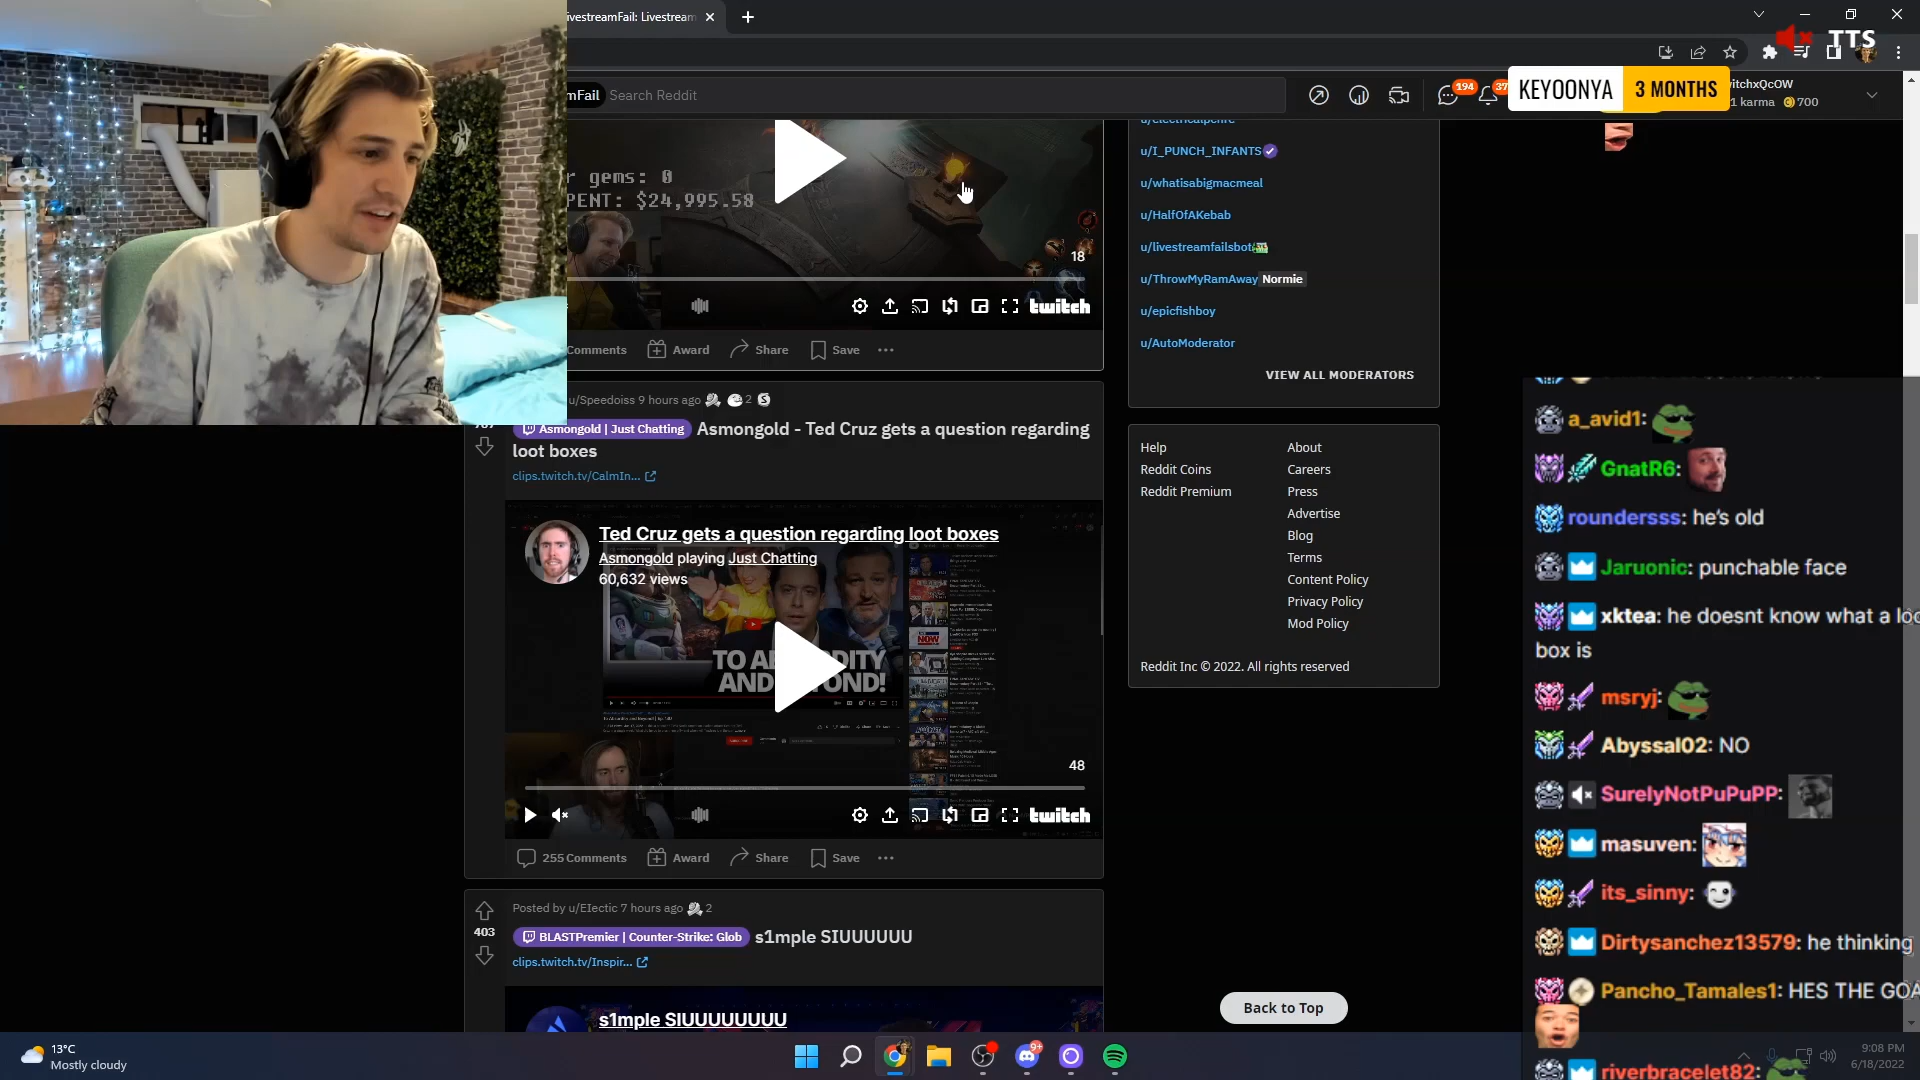 ivestreamFail: Livestream
TTS
mFail
Search Reddit
194
37
KEYOONYA
3 MONTHS
witchxQcOW
1 karma
700
r gems: 0
PENT: $24,995.58
18
twitch
Comments
Award
Share
Save
u/I_PUNCH_INFANTS
u/whatisabigmacmeal
u/HalfOfAKebab
u/livestreamfailsbot
u/ThrowMyRamAway Normie
u/epicfishboy
u/AutoModerator
VIEW ALL MODERATORS
u/Speedoiss 9 hours ago
2
Asmongold | Just Chatting
Asmongold - Ted Cruz gets a question regarding
loot boxes
clips.twitch.tv/CalmIn...
Ted Cruz gets a question regarding loot boxes
Asmongold playing Just Chatting
60,632 views
48
twitch
255 Comments
Award
Share
Save
Posted by u/EIectic 7 hours ago
2
403
BLASTPremier | Counter-Strike: Glob
s1mple SIUUUUUU
clips.twitch.tv/Inspir...
s1mple SIUUUUUUUU
Help
About
Reddit Coins
Careers
Reddit Premium
Press
Advertise
Blog
Terms
Content Policy
Privacy Policy
Mod Policy
Reddit Inc © 2022. All rights reserved
Back to Top
a_avid1:
GnatR6:
roundersss: he's old
Jaruonic: punchable face
xktea: he doesnt know what a loo
box is
msryj:
Abyssal02: NO
SurelyNotPuPuPP:
masuven:
its_sinny:
Dirtysanchez13579: he thinking
Pancho_Tamales1: HES THE GOA
riverbracelet82:
13°C
Mostly cloudy
9+
9:08 PM
6/18/2022